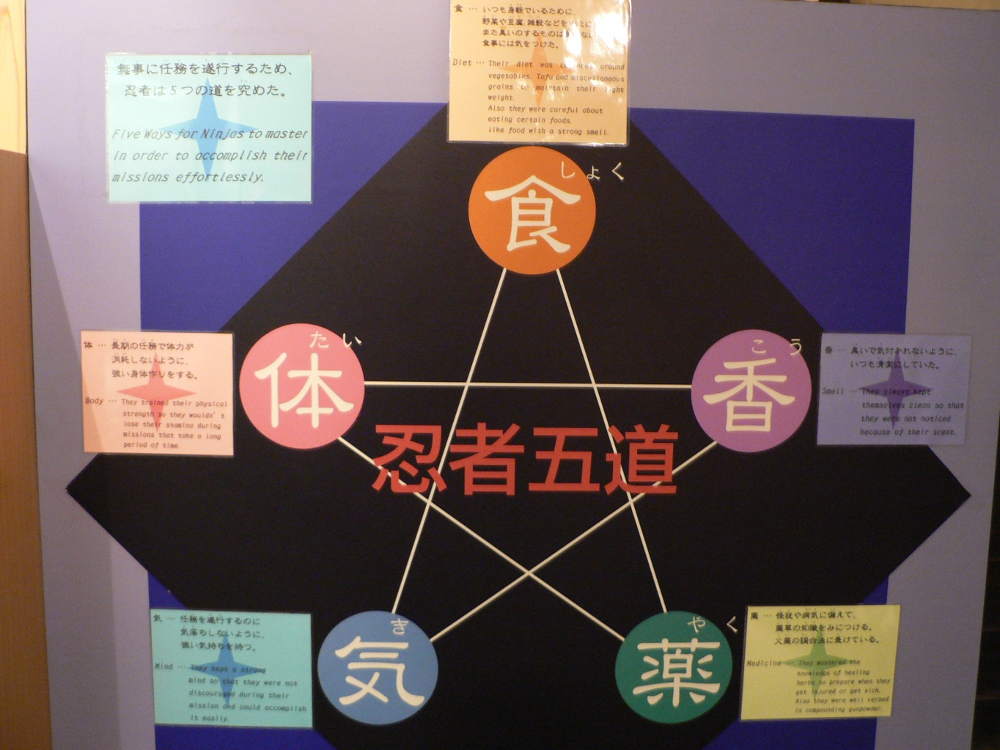 無事に任務を遂行するため、
忍者は5つの道を究めた。
Five Ways for Ninjas to master
in order to accomplish their
missions effortlessly.
食 … いつも身軽でいるために、
野菜や豆腐、雑穀などを
また臭いのするものは
食事には気をつけた。
Diet … Their diet was around
vegetables. Tofu and miscellaneous
grains to maintain their light
weight.
Also they were careful about
eating certain foods,
like food with a strong smell.
しょく
食
たい
体
こう
香
忍者五道
き
気
やく
薬
体 … 長期の任務で体力が
消耗しないように、
強い身体作りをする。
Body … They trained their physical
strength so they wouldn't
lose their stamina during
missions that take a long
period of time.
香 … 臭いで気付かれないように、
いつも清潔にしていた。
Smell … They always kept
themselves clean so that
they were not noticed
because of their scent.
気 … 任務を遂行するのに
気落ちしないように、
強い気持ちを持つ。
Mind … They kept a strong
mind so that they were not
discouraged during their
mission and could accomplish
it easily.
薬 … 怪我や病気に備えて、
薬草の知識をみにつける。
火薬の調合法に長けている。
Medicine … They mastered the
knowledge of healing
herbs to prepare when they
get injured or get sick.
Also they were well versed
in compounding gunpowder.